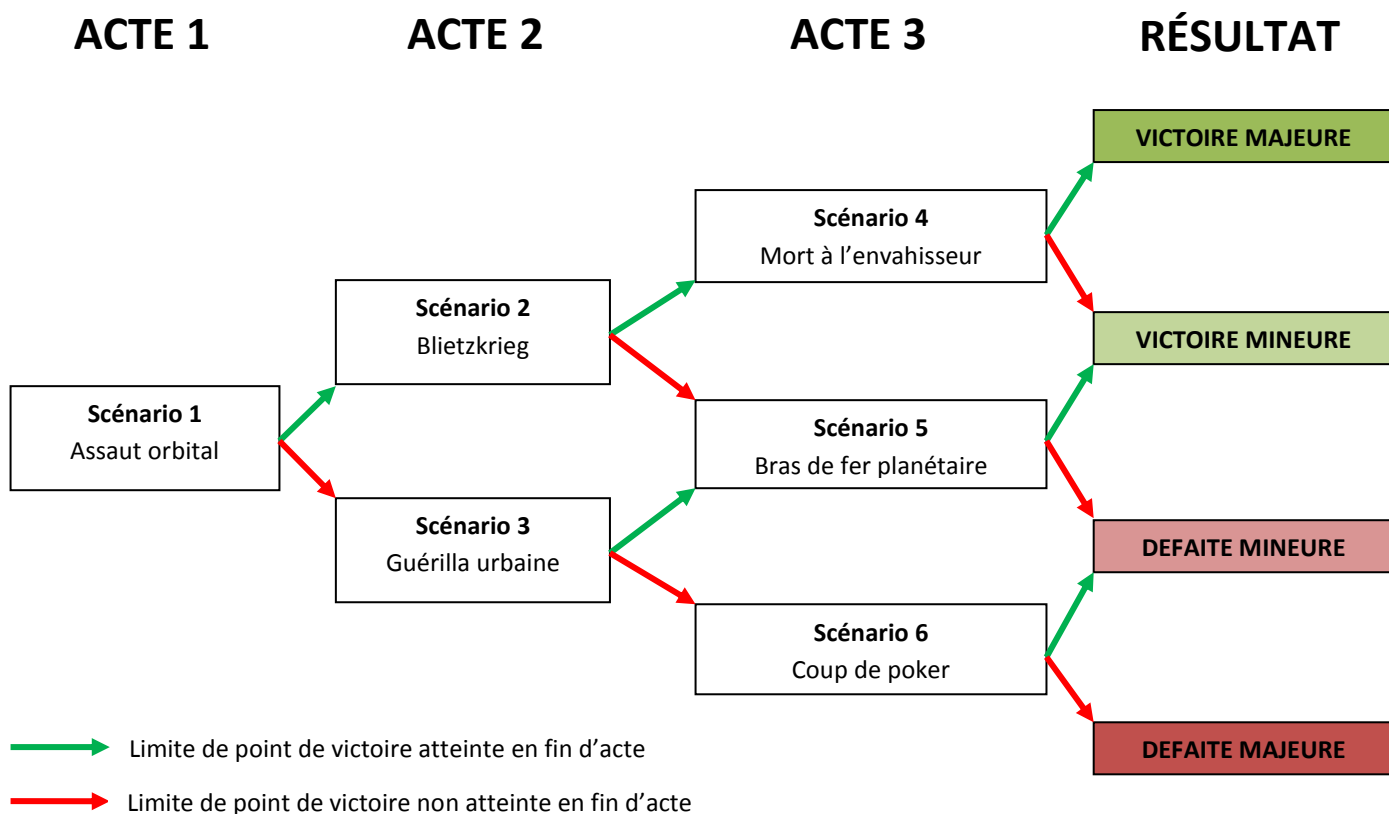 ACTE 1
ACTE 2
ACTE 3
RÉSULTAT
VICTOIRE MAJEURE
Scénario 4
Mort à l’envahisseur
Scénario 2
Blietzkrieg
VICTOIRE MINEURE
Scénario 1
Assaut orbital
Scénario 5
Bras de fer planétaire
Scénario 3
Guérilla urbaine
DEFAITE MINEURE
Scénario 6
Coup de poker
Limite de point de victoire atteinte en fin d’acte
DEFAITE MAJEURE
Limite de point de victoire non atteinte en fin d’acte